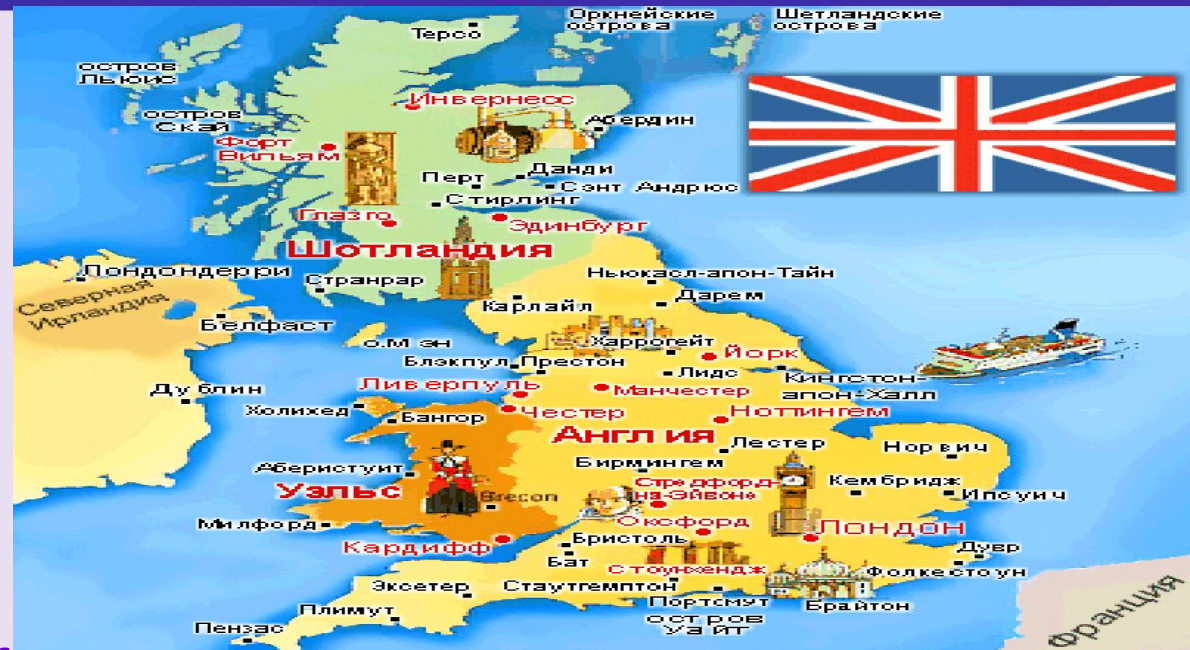 Оркнейские
острова
Шетландские
острова
Терсо
остров
Льюис
остров
Скай
Инвернесс
Абердин
Форт
Вильям
Данди
Перт
Сэнт Андрюс
Стирлинг
Глазго
Эдинбург
Шотландия
Лондондерри
Странрар
Ньюкасл-апон-Тайн
Северная
Ирландия
Карлайл
Дарем
Белфаст
о.Мэн
Харрогейт
Йорк
Блэкпул
Престон
Лидс
Кингстон-
апон-Халл
Дублин
Ливерпуль
Манчестер
Холихед
Бангор
Честер
Ноттингем
Англия
Лестер
Норвич
Аберистуит
Бирмингем
Уэльс
Стредфорд-
на-Эйвоне
Кембридж
Ипсуич
Brecon
Милфорд
Оксфорд
Лондон
Кардифф
Бристоль
Бат
Дувр
Стоунхендж
Фолкестоун
Эксетер
Стаутгемптон
Портсмут
Брайтон
Плимут
остров
Уайт
Пензас
Франция